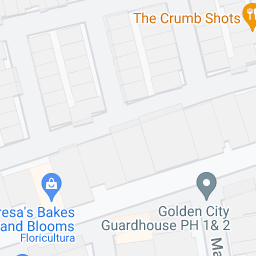 The Crumb Shots
resa's Bakes
and Blooms
Floricultura
Golden City
Guardhouse PH 1& 2
Ma